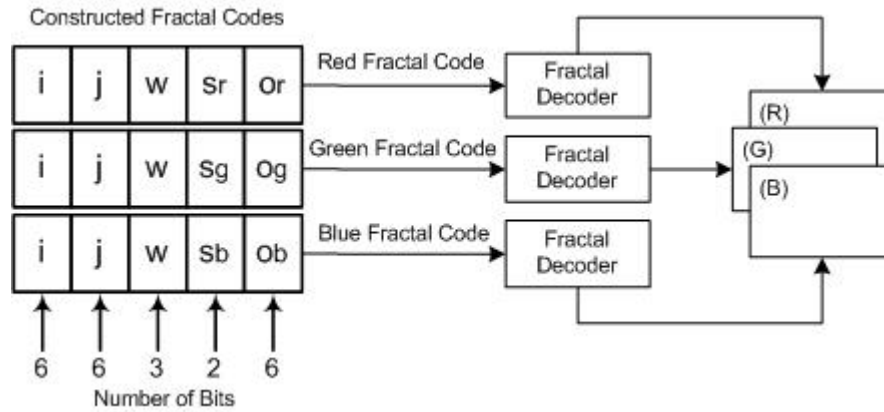 Constructed Fractal Codes
i j w Sr Or
Red Fractal Code
Fractal
Decoder
i j w Sg Og
Green Fractal Code
Fractal
Decoder
i j w Sb Ob
Blue Fractal Code
Fractal
Decoder
(R)
(G)
(B)
6 6 3 2 6
Number of Bits